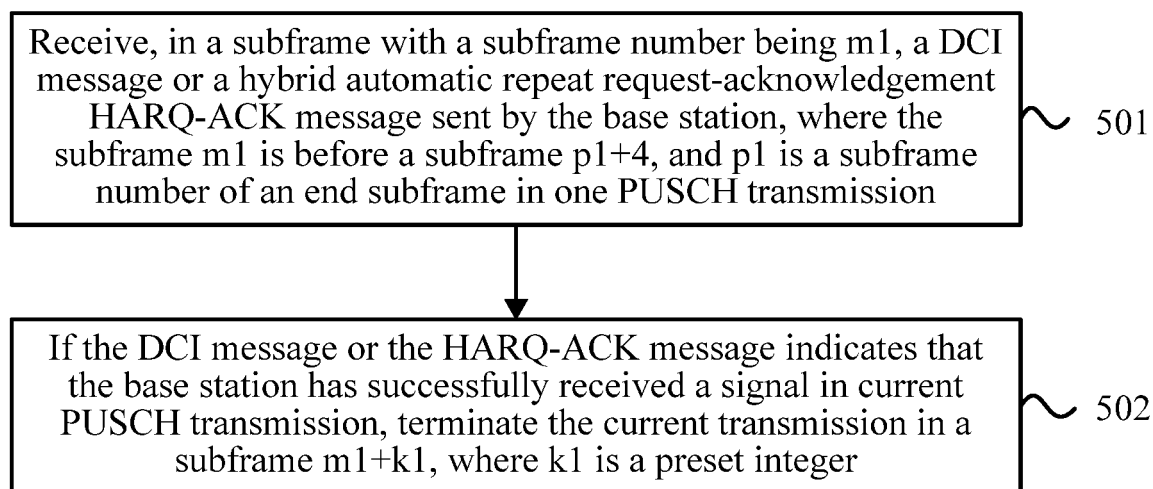 Receive, in a subframe with a subframe number being m1, a DCI
message or a hybrid automatic repeat request-acknowledgement
HARQ-ACK message sent by the base station, where the
subframe m1 is before a subframe p1+4, and p1 is a subframe
number of an end subframe in one PUSCH transmission
501
If the DCI message or the HARQ-ACK message indicates that
the base station has successfully received a signal in current
PUSCH transmission, terminate the current transmission in a
subframe m1+k1, where k1 is a preset integer
502